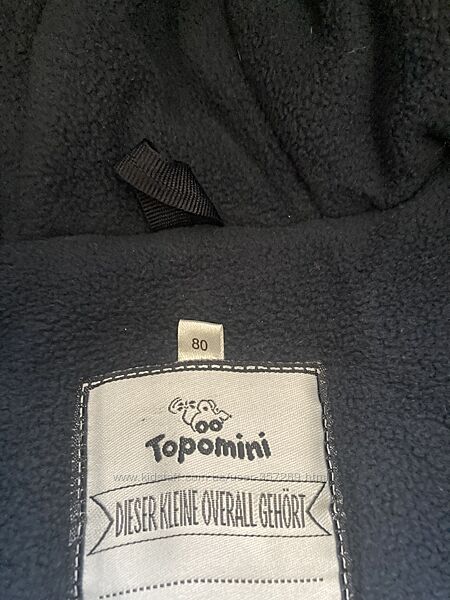 80
Topomini
DIESER KLEINE OVERALL GEHÖRT